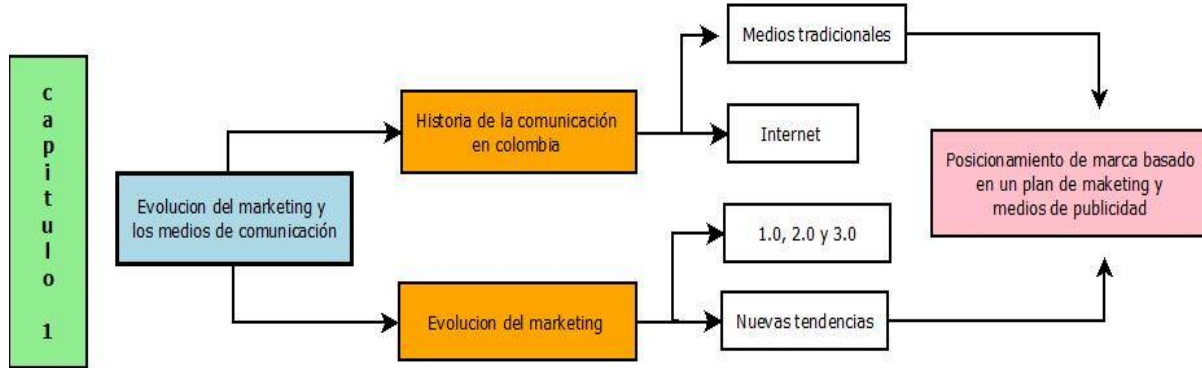 capitulo 1
Evolucion del marketing y
los medios de comunicación
Historia de la comunicación
en colombia
Evolucion del marketing
Medios tradicionales
Internet
1.0, 2.0 y 3.0
Nuevas tendencias
Posicionamiento de marca basado
en un plan de maketing y
medios de publicidad